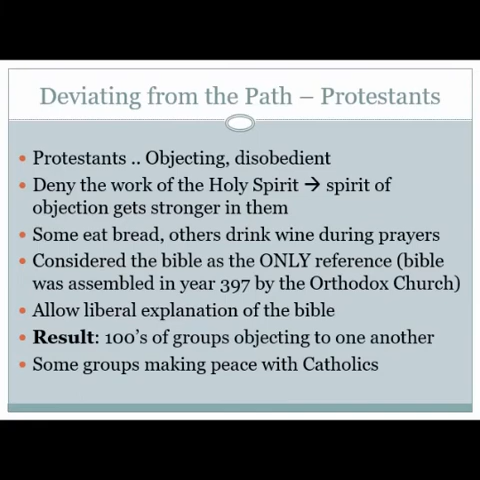 Deviating from the Path – Protestants
• Protestants .. Objecting, disobedient
• Deny the work of the Holy Spirit → spirit of
objection gets stronger in them
• Some eat bread, others drink wine during prayers
• Considered the bible as the ONLY reference (bible
was assembled in year 397 by the Orthodox Church)
• Allow liberal explanation of the bible
• Result: 100's of groups objecting to one another
• Some groups making peace with Catholics